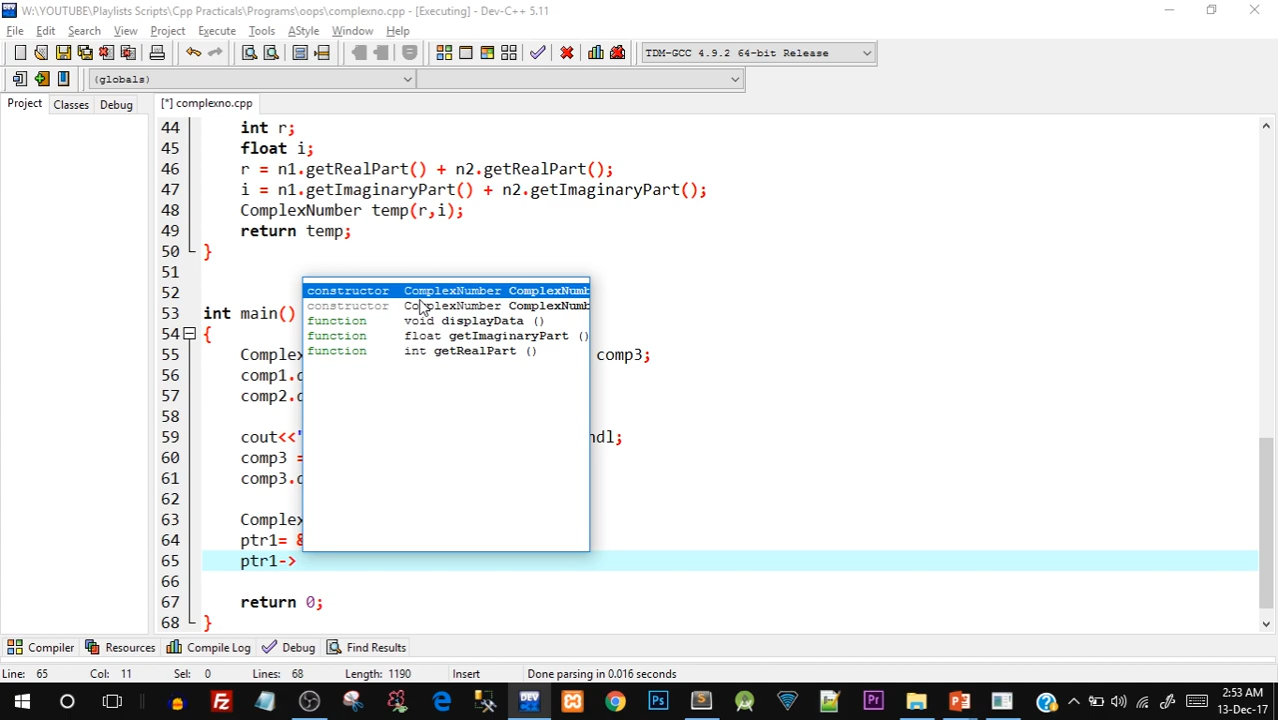 W:\YOUTUBE\Playlists Scripts\Cpp Practicals\Programs\oops\complexno.cpp - [Executing] - Dev-C++ 5.11
File Edit Search View Project Execute Tools AStyle Window Help
TDM-GCC 4.9.2 64-bit Release
(globals)
Project Classes Debug [*] complexno.cpp
44 int r;
45 float i;
46 r = n1.getRealPart() + n2.getRealPart();
47 i = n1.getImaginaryPart() + n2.getImaginaryPart();
48 ComplexNumber temp(r,i);
49 return temp;
50 }
51
52
constructor ComplexNumber ComplexNumb
constructor ComplexNumber ComplexNumb
function void displayData ()
function float getImaginaryPart ()
function int getRealPart ()
53 int main()
54 {
55 Complex comp3;
56 comp1.
57 comp2.
58
59 cout<<" ndl;
60 comp3 =
61 comp3.
62
63 Complex
64 ptr1= &
65 ptr1->
66
67 return 0;
68 }
Compiler Resources Compile Log Debug Find Results
Line: 65 Col: 11 Sel: 0 Lines: 68 Length: 1190 Insert Done parsing in 0.016 seconds
DEV
Ps
Pr
2:53 AM
13-Dec-17